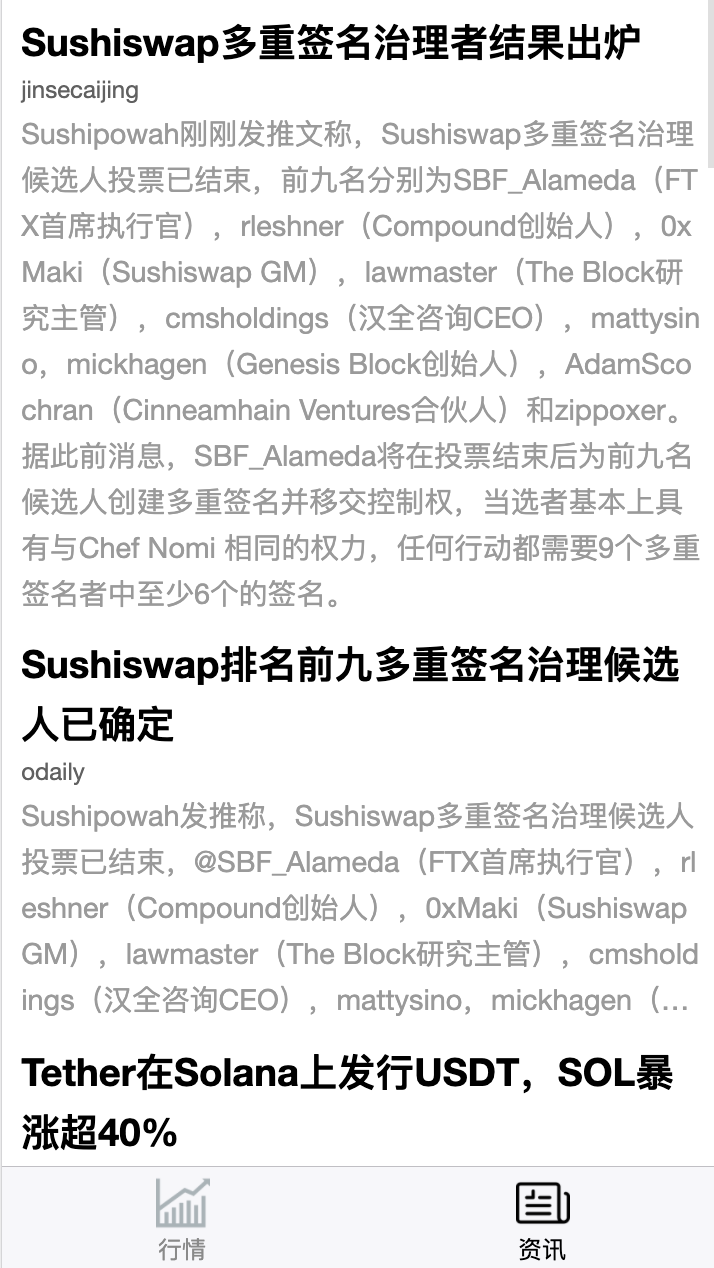 Sushiswap多重签名治理者结果出炉
jinsecaijing
Sushipowah刚刚发推文称，Sushiswap多重签名治理
候选人投票已结束，前九名分别为SBF_Alameda（FT
X首席执行官），rleshner（Compound创始人），0x
Maki（Sushiswap GM），lawmaster（The Block研
究主管），cmsholdings（汉全咨询CEO），mattysin
o，mickhagen（Genesis Block创始人），AdamSco
chran（Cinneamhain Ventures合伙人）和zippoxer。
据此前消息，SBF_Alameda将在投票结束后为前九名
候选人创建多重签名并移交控制权，当选者基本上具
有与Chef Nomi 相同的权力，任何行动都需要9个多重
签名者中至少6个的签名。
Sushiswap排名前九多重签名治理候选
人已确定
odaily
Sushipowah发推称，Sushiswap多重签名治理候选人
投票已结束，@SBF_Alameda（FTX首席执行官），rl
eshner（Compound创始人），0xMaki（Sushiswap
GM），lawmaster（The Block研究主管），cmshold
ings（汉全咨询CEO），mattysino，mickhagen（...
Tether在Solana上发行USDT，SOL暴
涨超40%
行情
资讯